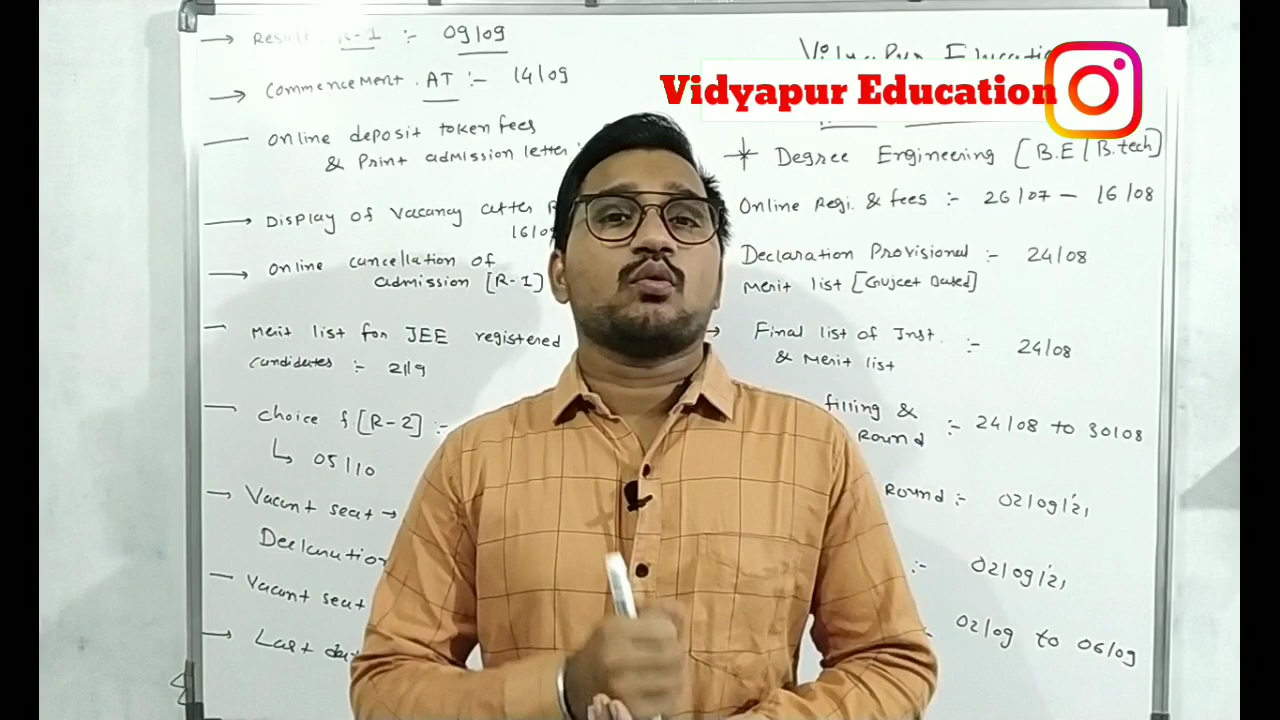 → Result R-1 :- 09/09
→ Commencement. AT :- 14/09
— Online deposit token fees
& Print admission letter :
→ Display of Vacancy after
16/09
→ Online cancellation of
admission [R-1]
→ Merit list for JEE registered
candidates :- 21/9
— Choice f [R-2] :-
↳ 05/10
→ Vacant seat →
Declaration
— Vacant seat
→ Last
Vidyapur Education
Vidyapur Education
* Degree Engineering [B.E / B.tech]
Online Regi. & fees :- 26/07 — 16/08
Declaration Provisional :- 24/08
Merit list [Gujcet Based]
→ Final list of Inst. :- 24/08
& Merit list
filling & :- 24/08 to 30/08
Round
Round :- 02/09/21
:- 02/09/21
02/09 to 06/09